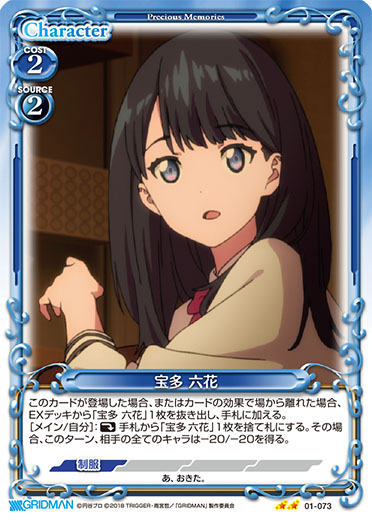 Precious Memories
Character
COST
2
SOURCE
2
宝多 六花
このカードが登場した場合、またはカードの効果で場から離れた場合、
EXデッキから「宝多 六花」1枚を抜き出し、手札に加える。
[メイン/自分]: 手札から「宝多 六花」1枚を捨て札にする。その場
合、このターン、相手の全てのキャラは-20/-20を得る。
制服
あ、おきた。
GRIDMAN ©円谷プロ ©2018 TRIGGER・雨宮哲/「GRIDMAN」製作委員会 01-073